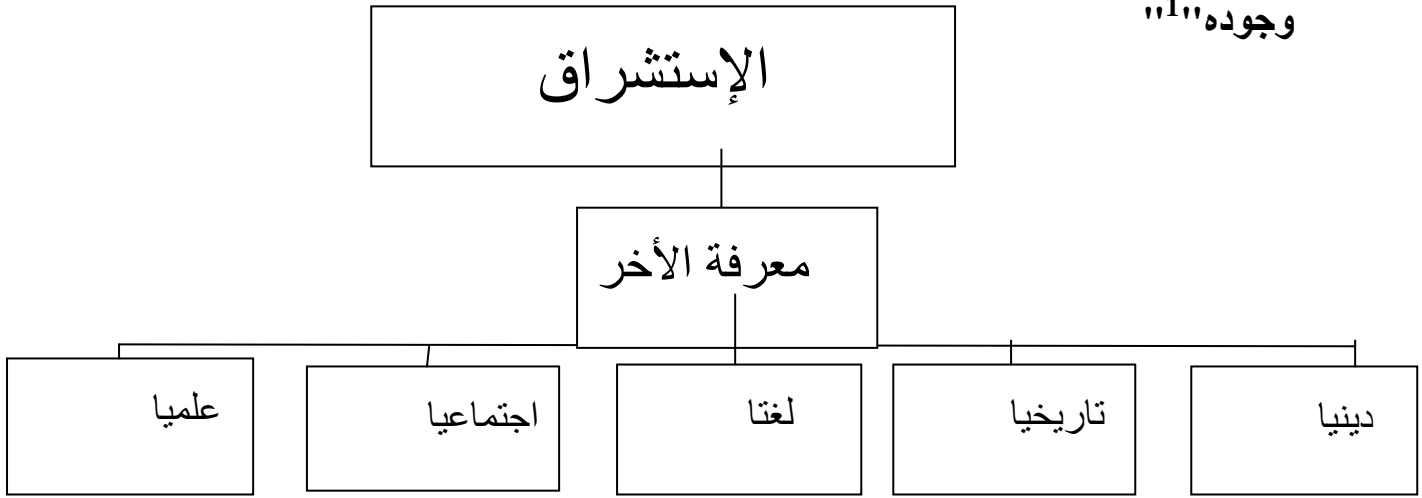 وجوده"1"
الإستشراق
معرفة الأخر
دينيا
تاريخيا
لغتا
اجتماعيا
علميا